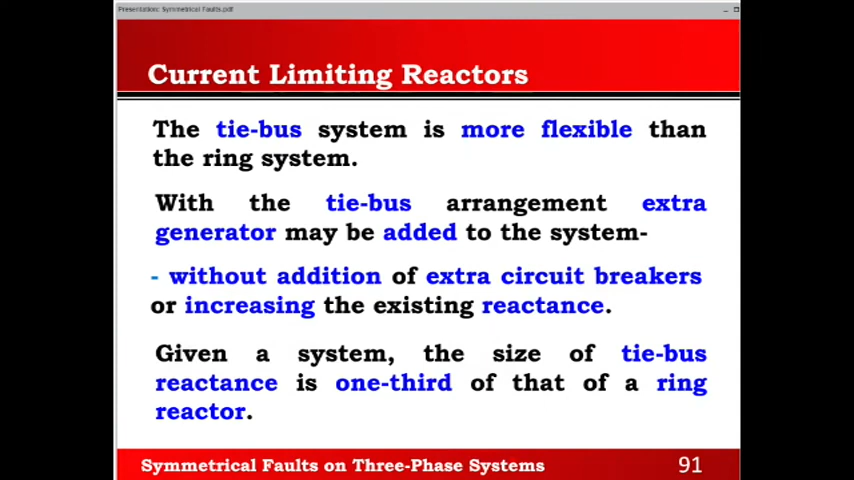 Presentation: Symmetrical Faults.pdf
Current Limiting Reactors
The tie-bus system is more flexible than
the ring system.
With the tie-bus arrangement extra
generator may be added to the system-
- without addition of extra circuit breakers
or increasing the existing reactance.
Given a system, the size of tie-bus
reactance is one-third of that of a ring
reactor.
Symmetrical Faults on Three-Phase Systems 91